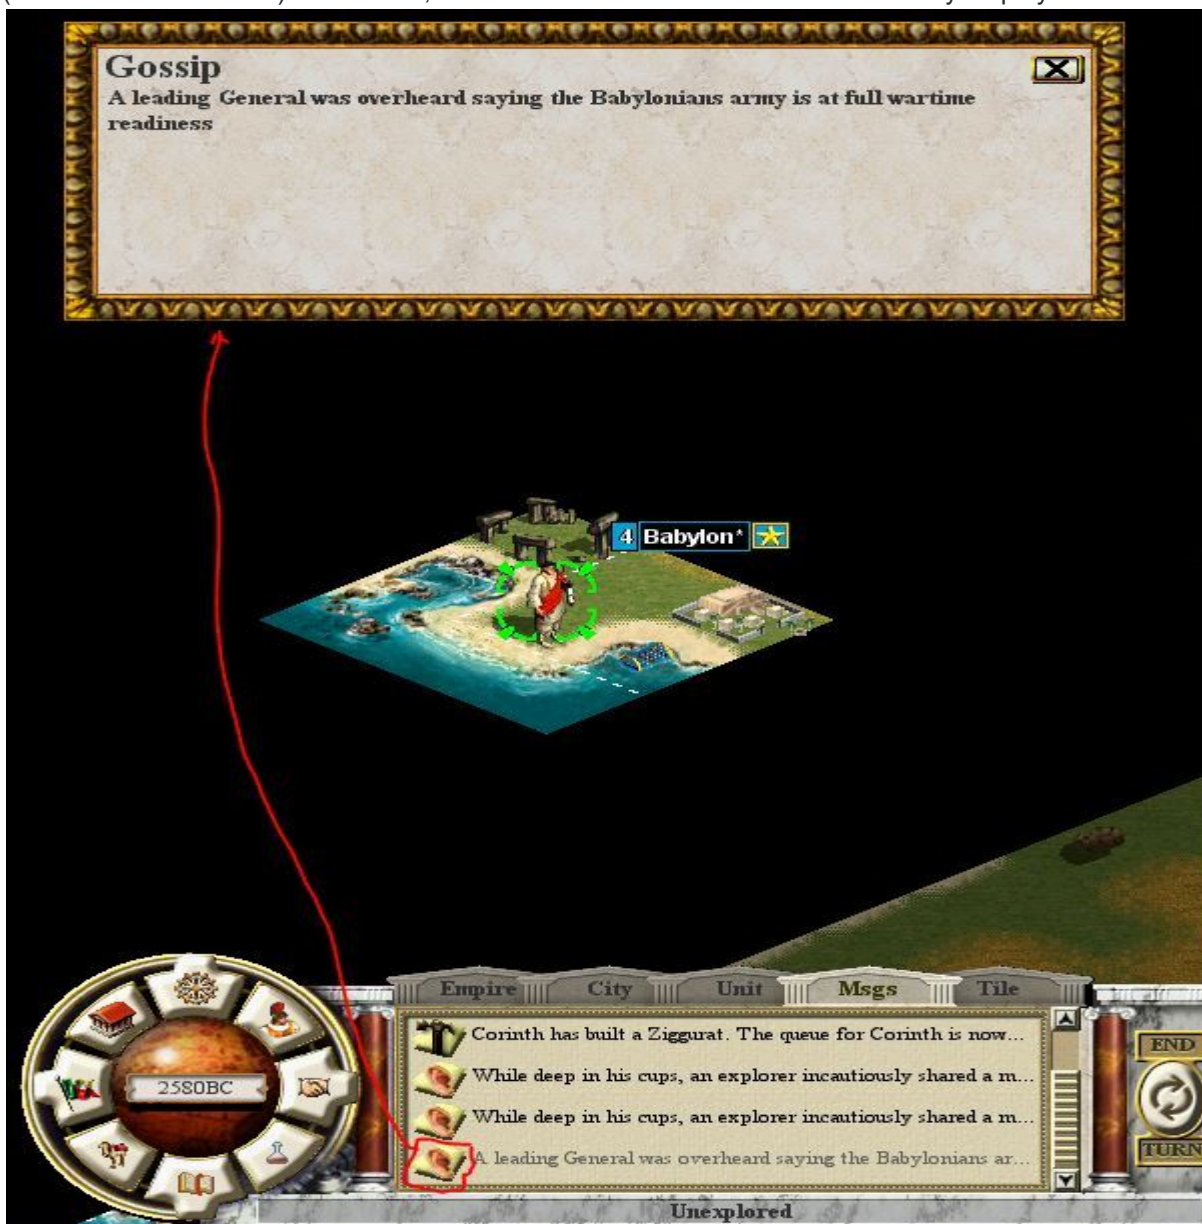 Gossip
A leading General was overheard saying the Babylonians army is at full wartime
readiness
4 Babylon*
Empire City Unit Msgs Tile
Corinth has built a Ziggurat. The queue for Corinth is now...
While deep in his cups, an explorer incautiously shared a m...
While deep in his cups, an explorer incautiously shared a m...
A leading General was overheard saying the Babylonians ar...
2580BC
END
TURN
Unexplored